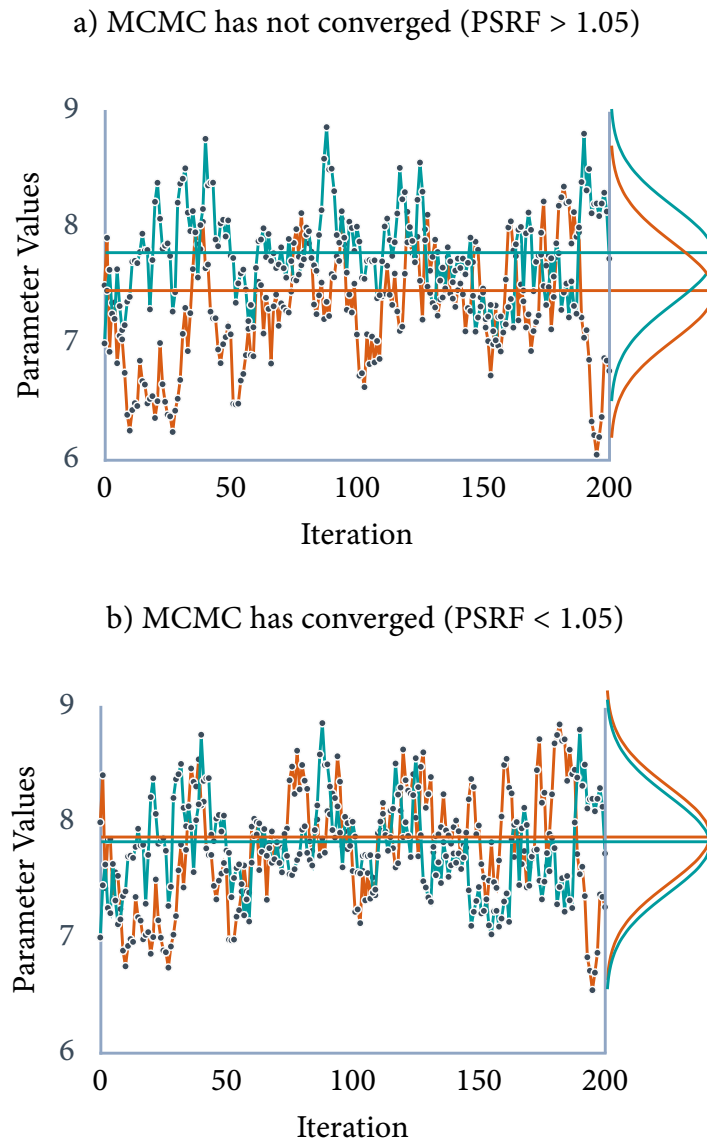 a) MCMC has not converged (PSRF > 1.05)
9
8
7
6
Parameter Values
0 50 100 150 200
Iteration
b) MCMC has converged (PSRF < 1.05)
9
8
7
6
Parameter Values
0 50 100 150 200
Iteration